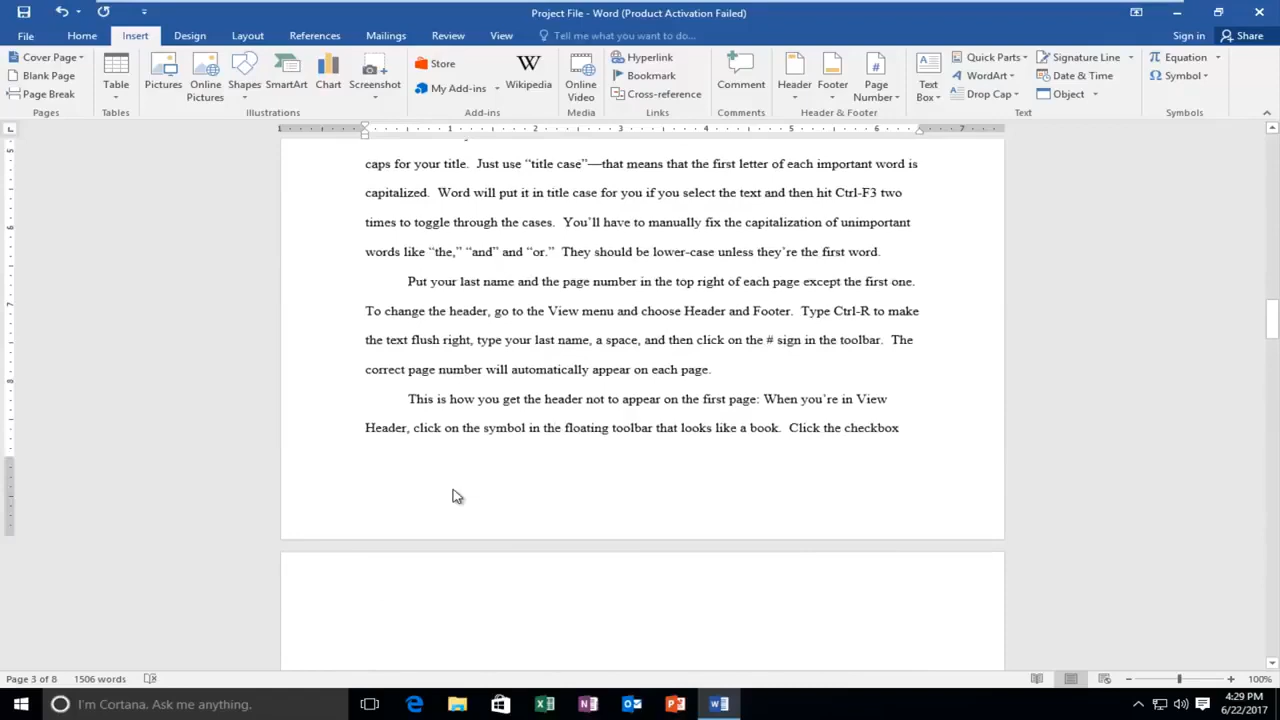 Project File - Word (Product Activation Failed)
File Home Insert Design Layout References Mailings Review View Tell me what you want to do... Sign in Share
Cover Page
Blank Page
Page Break
Pages
Table
Tables
Pictures
Online Pictures
Shapes
SmartArt
Chart
Screenshot
Illustrations
Store
My Add-ins
Wikipedia
Add-ins
Online Video
Media
Hyperlink
Bookmark
Cross-reference
Links
Comment
Comments
Header
Footer
Page Number
Header & Footer
Text Box
Quick Parts
WordArt
Drop Cap
Signature Line
Date & Time
Object
Text
Equation
Symbol
Symbols
1 1 2 3 4 5 6 7
caps for your title. Just use “title case”—that means that the first letter of each important word is
capitalized. Word will put it in title case for you if you select the text and then hit Ctrl-F3 two
times to toggle through the cases. You’ll have to manually fix the capitalization of unimportant
words like “the,” “and” and “or.” They should be lower-case unless they’re the first word.
Put your last name and the page number in the top right of each page except the first one.
To change the header, go to the View menu and choose Header and Footer. Type Ctrl-R to make
the text flush right, type your last name, a space, and then click on the # sign in the toolbar. The
correct page number will automatically appear on each page.
This is how you get the header not to appear on the first page: When you’re in View
Header, click on the symbol in the floating toolbar that looks like a book. Click the checkbox
Page 3 of 8 1506 words 100%
I'm Cortana. Ask me anything.
4:29 PM
6/22/2017